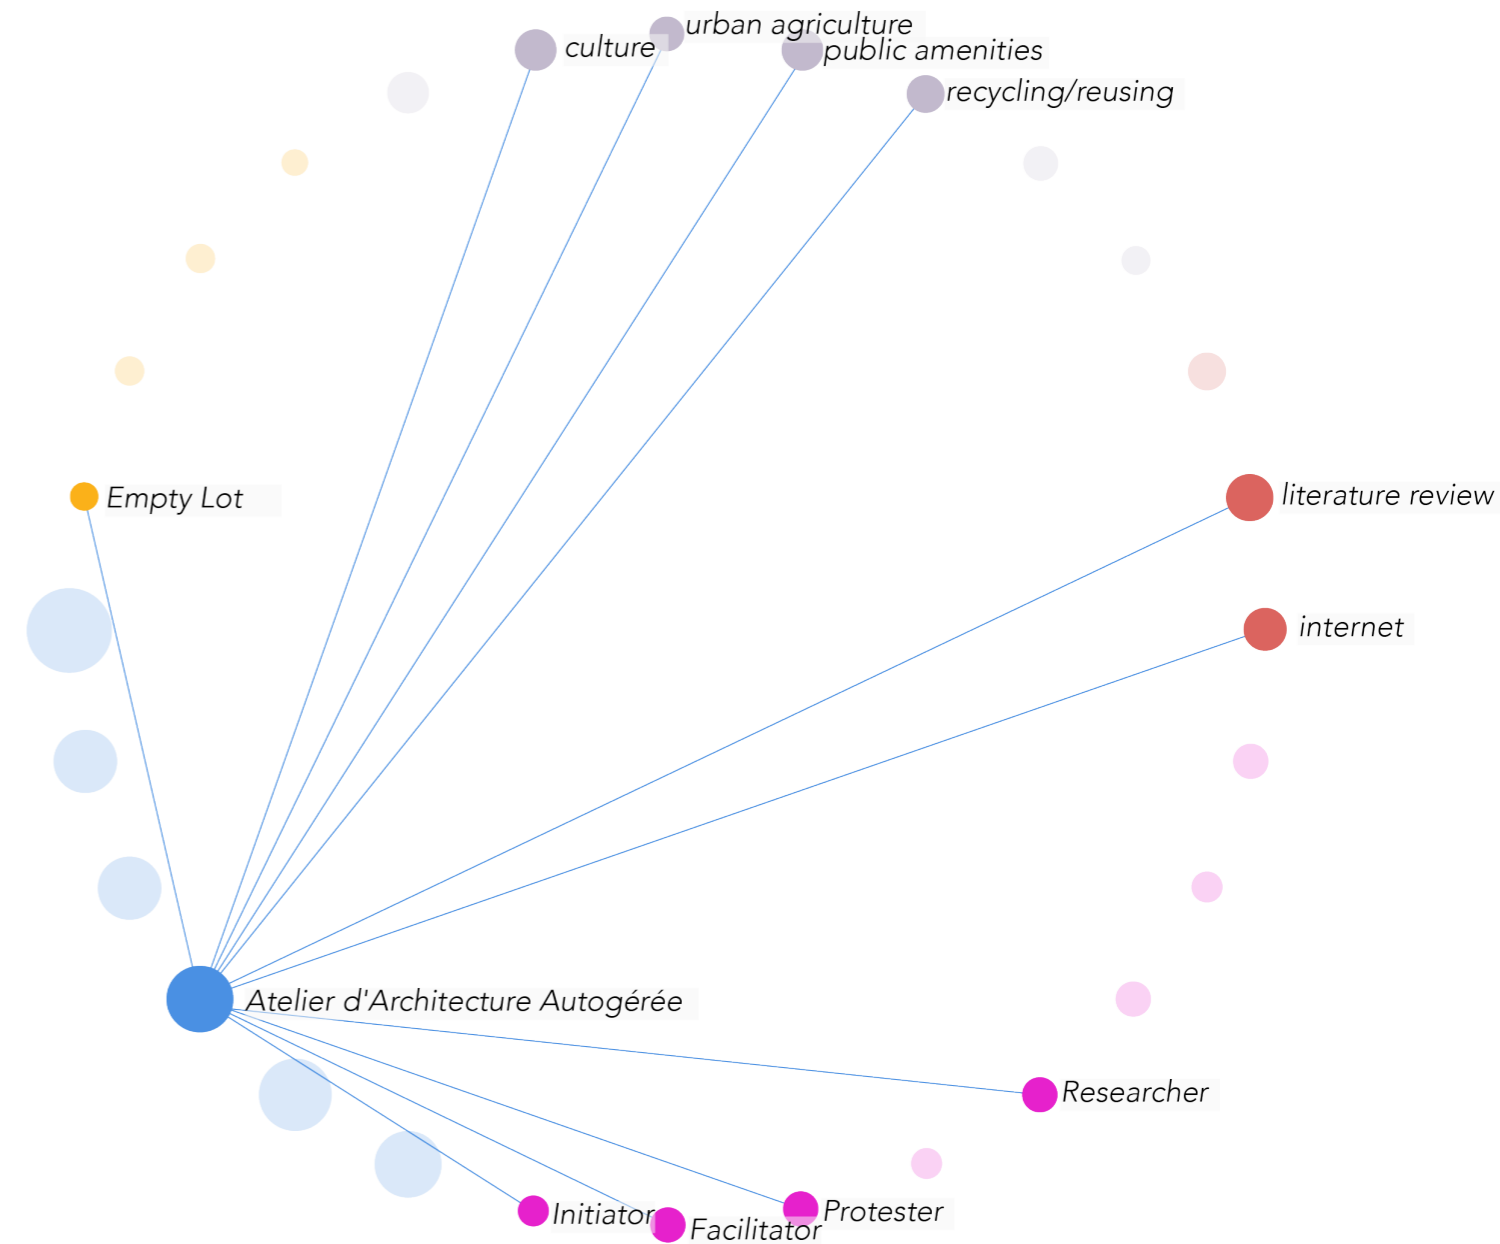 urban agriculture
culture
public amenities
recycling/reusing
literature review
Empty Lot
internet
Atelier d'Architecture Autogérée
Researcher
Protester
Initiator
Facilitator